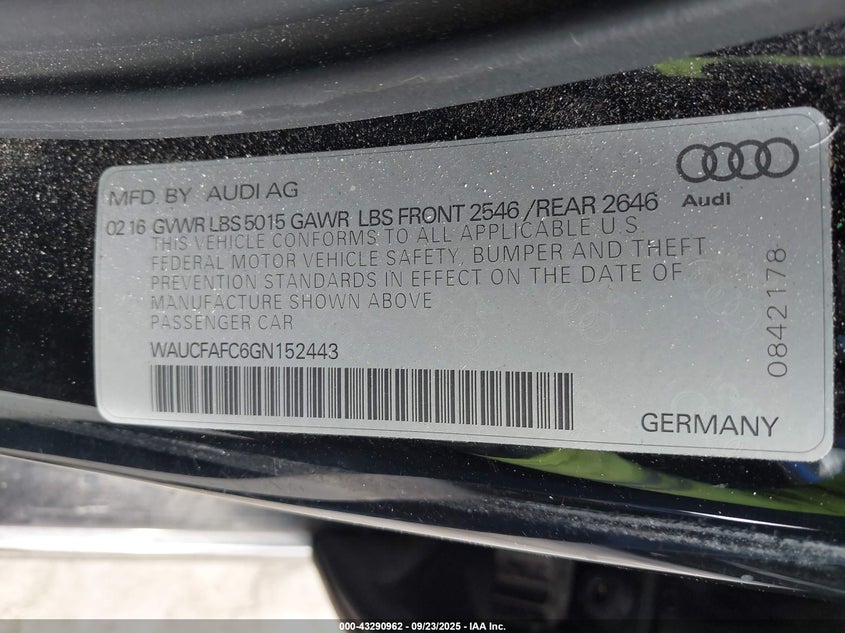 MFD. BY AUDI AG
02 16 GVWR LBS 5015 GAWR LBS FRONT 2546 /REAR 2646
THIS VEHICLE CONFORMS TO ALL APPLICABLE U.S
FEDERAL MOTOR VEHICLE SAFETY, BUMPER AND THEFT
PREVENTION STANDARDS IN EFFECT ON THE DATE OF
MANUFACTURE SHOWN ABOVE
PASSENGER CAR
WAUCFAFC6GN152443
Audi
0842178
GERMANY
000-43290962 - 09/23/2025 - IAA Inc.